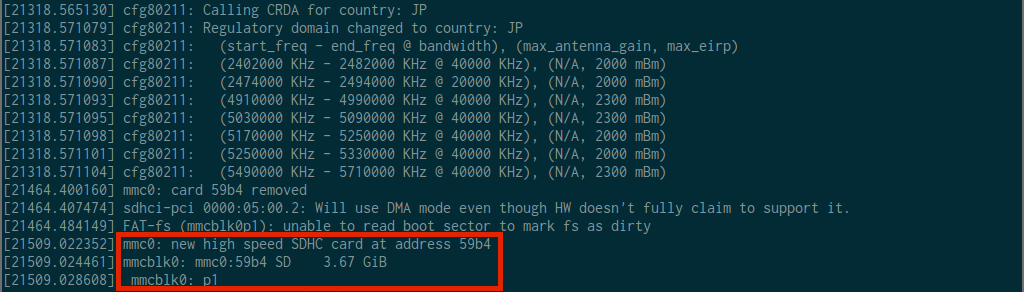 [21318.565130] cfg80211: Calling CRDA for country: JP
[21318.571079] cfg80211: Regulatory domain changed to country: JP
[21318.571083] cfg80211:   (start_freq - end_freq @ bandwidth), (max_antenna_gain, max_eirp)
[21318.571087] cfg80211:   (2402000 KHz - 2482000 KHz @ 40000 KHz), (N/A, 2000 mBm)
[21318.571090] cfg80211:   (2474000 KHz - 2494000 KHz @ 20000 KHz), (N/A, 2000 mBm)
[21318.571093] cfg80211:   (4910000 KHz - 4990000 KHz @ 40000 KHz), (N/A, 2300 mBm)
[21318.571095] cfg80211:   (5030000 KHz - 5090000 KHz @ 40000 KHz), (N/A, 2300 mBm)
[21318.571098] cfg80211:   (5170000 KHz - 5250000 KHz @ 40000 KHz), (N/A, 2000 mBm)
[21318.571101] cfg80211:   (5250000 KHz - 5330000 KHz @ 40000 KHz), (N/A, 2000 mBm)
[21318.571104] cfg80211:   (5490000 KHz - 5710000 KHz @ 40000 KHz), (N/A, 2300 mBm)
[21464.400160] mmc0: card 59b4 removed
[21464.407474] sdhci-pci 0000:05:00.2: Will use DMA mode even though HW doesn't fully claim to support it.
[21464.484149] FAT-fs (mmcblk0p1): unable to read boot sector to mark fs as dirty
[21509.022352] mmc0: new high speed SDHC card at address 59b4
[21509.024461] mmcblk0: mmc0:59b4 SD    3.67 GiB
[21509.028608]  mmcblk0: p1